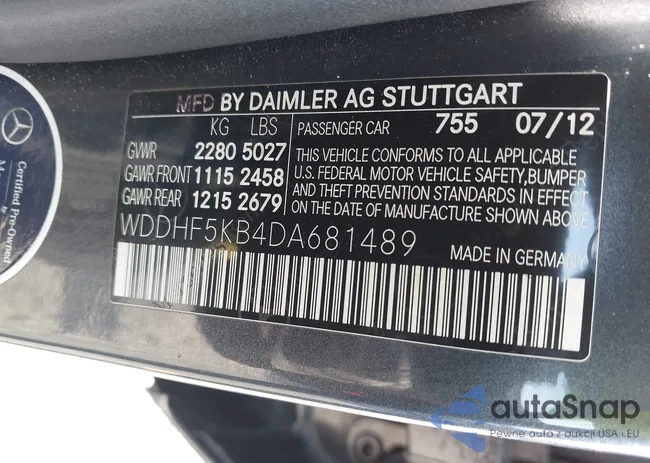 MFD BY DAIMLER AG STUTTGART
KG LBS
GVWR 2280 5027
GAWR FRONT 1115 2458
GAWR REAR 1215 2679
PASSENGER CAR 755 07/12
THIS VEHICLE CONFORMS TO ALL APPLICABLE
U.S. FEDERAL MOTOR VEHICLE SAFETY,BUMPER
AND THEFT PREVENTION STANDARDS IN EFFECT
ON THE DATE OF MANUFACTURE SHOWN ABOVE
WDDHF5KB4DA681489
MADE IN GERMANY
Certified Pre-Owned
by
autaSnap
Pewne auto z aukcji USA i EU